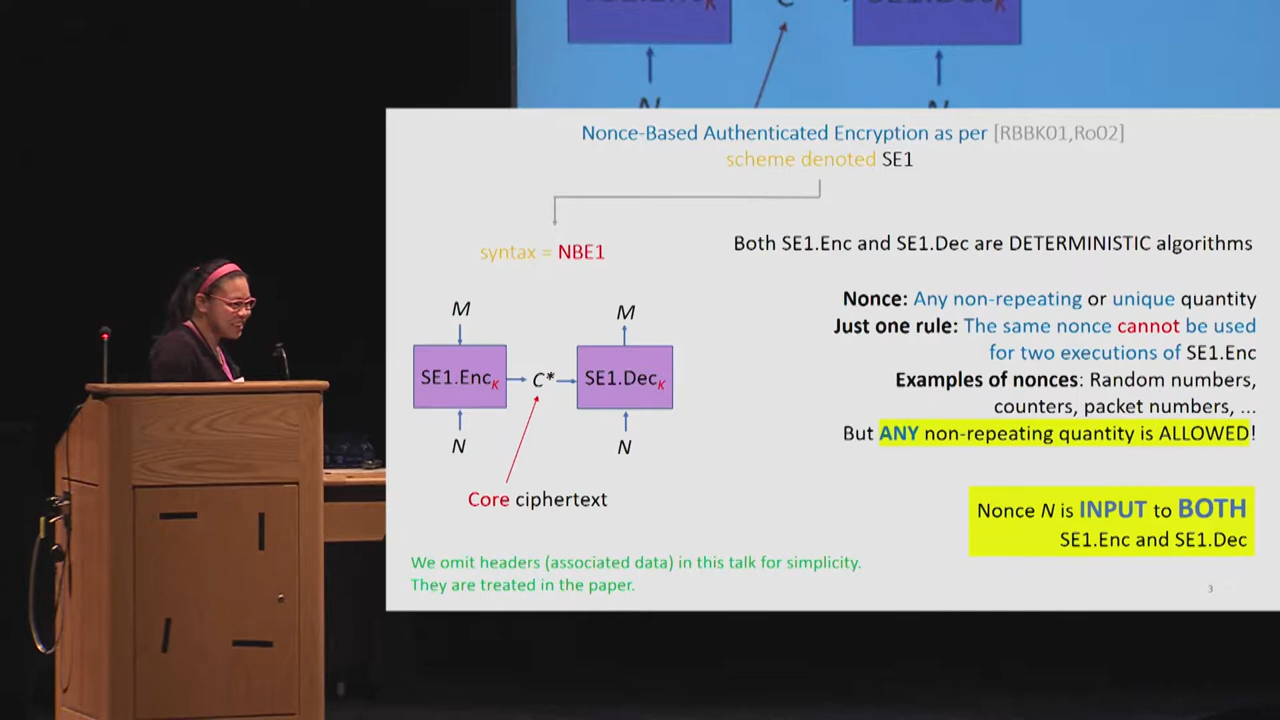 Nonce-Based Authenticated Encryption as per [RBBK01,Ro02]
scheme denoted SE1
syntax = NBE1
Both SE1.Enc and SE1.Dec are DETERMINISTIC algorithms
Nonce: Any non-repeating or unique quantity
Just one rule: The same nonce cannot be used
for two executions of SE1.Enc
Examples of nonces: Random numbers,
counters, packet numbers, ...
But ANY non-repeating quantity is ALLOWED!
M
M
SE1.EncK
C*
SE1.DecK
N
N
Core ciphertext
Nonce N is INPUT to BOTH
SE1.Enc and SE1.Dec
We omit headers (associated data) in this talk for simplicity.
They are treated in the paper.
3